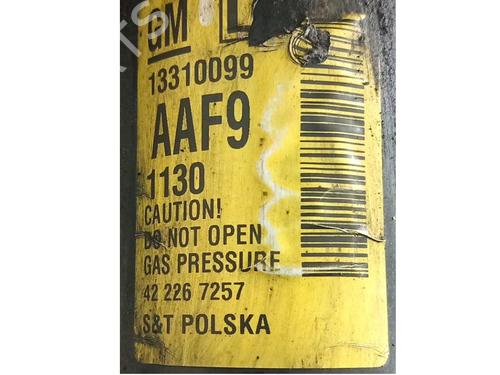 GM L
13310099
AAF9
1130
CAUTION!
DO NOT OPEN
GAS PRESSURE
42 226 7257
S&T POLSKA